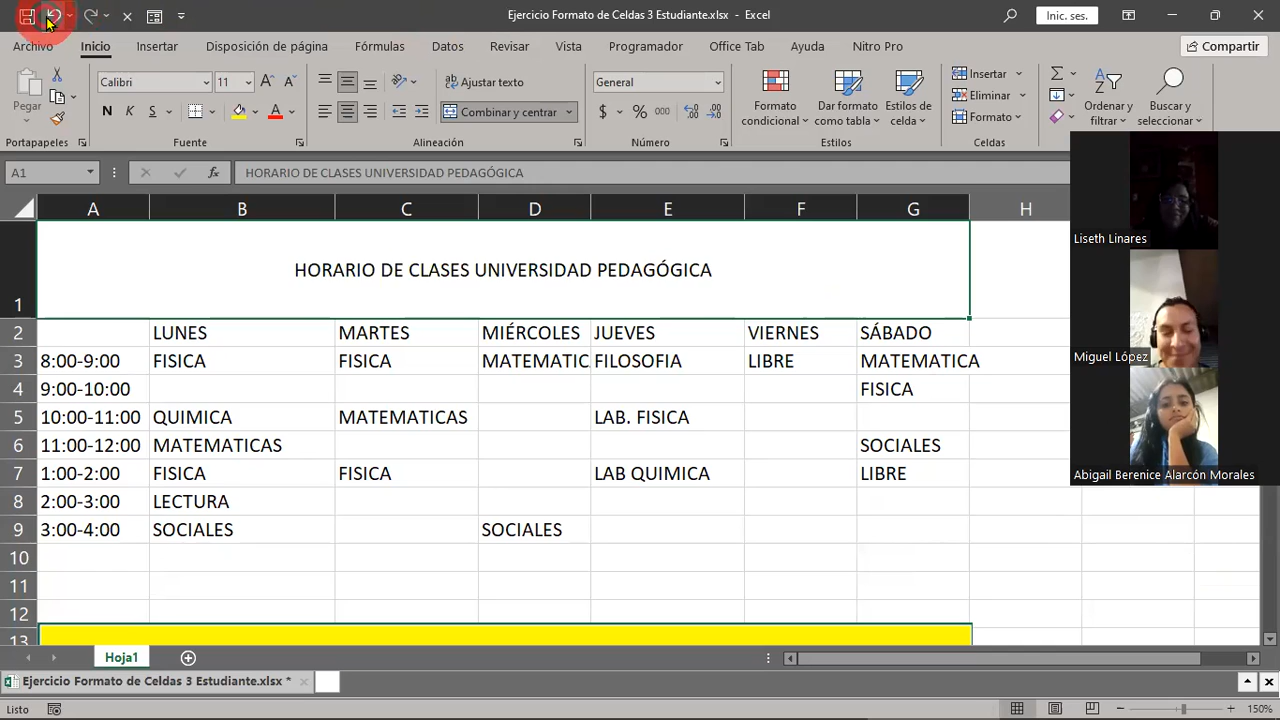 Ejercicio Formato de Celdas 3 Estudiante.xlsx - Excel
Inic. ses.
Archivo Inicio Insertar Disposición de página Fórmulas Datos Revisar Vista Programador Office Tab Ayuda Nitro Pro
Compartir
Pegar
Calibri 11
N K S
Ajustar texto
Combinar y centrar
General
$ % 000
Formato condicional
Dar formato como tabla
Estilos de celda
Insertar
Eliminar
Formato
Ordenar y filtrar
Buscar y seleccionar
Portapapeles Fuente Alineación Número Estilos Celdas
A1 HORARIO DE CLASES UNIVERSIDAD PEDAGÓGICA
A B C D E F G H
1 HORARIO DE CLASES UNIVERSIDAD PEDAGÓGICA
2 LUNES MARTES MIÉRCOLES JUEVES VIERNES SÁBADO
3 8:00-9:00 FISICA FISICA MATEMATIC FILOSOFIA LIBRE MATEMATICA
4 9:00-10:00 FISICA
5 10:00-11:00 QUIMICA MATEMATICAS LAB. FISICA
6 11:00-12:00 MATEMATICAS SOCIALES
7 1:00-2:00 FISICA FISICA LAB QUIMICA LIBRE
8 2:00-3:00 LECTURA
9 3:00-4:00 SOCIALES SOCIALES
10
11
12
13
Liseth Linares
Miguel López
Abigail Berenice Alarcón Morales
Hoja1
Ejercicio Formato de Celdas 3 Estudiante.xlsx *
Listo
150%